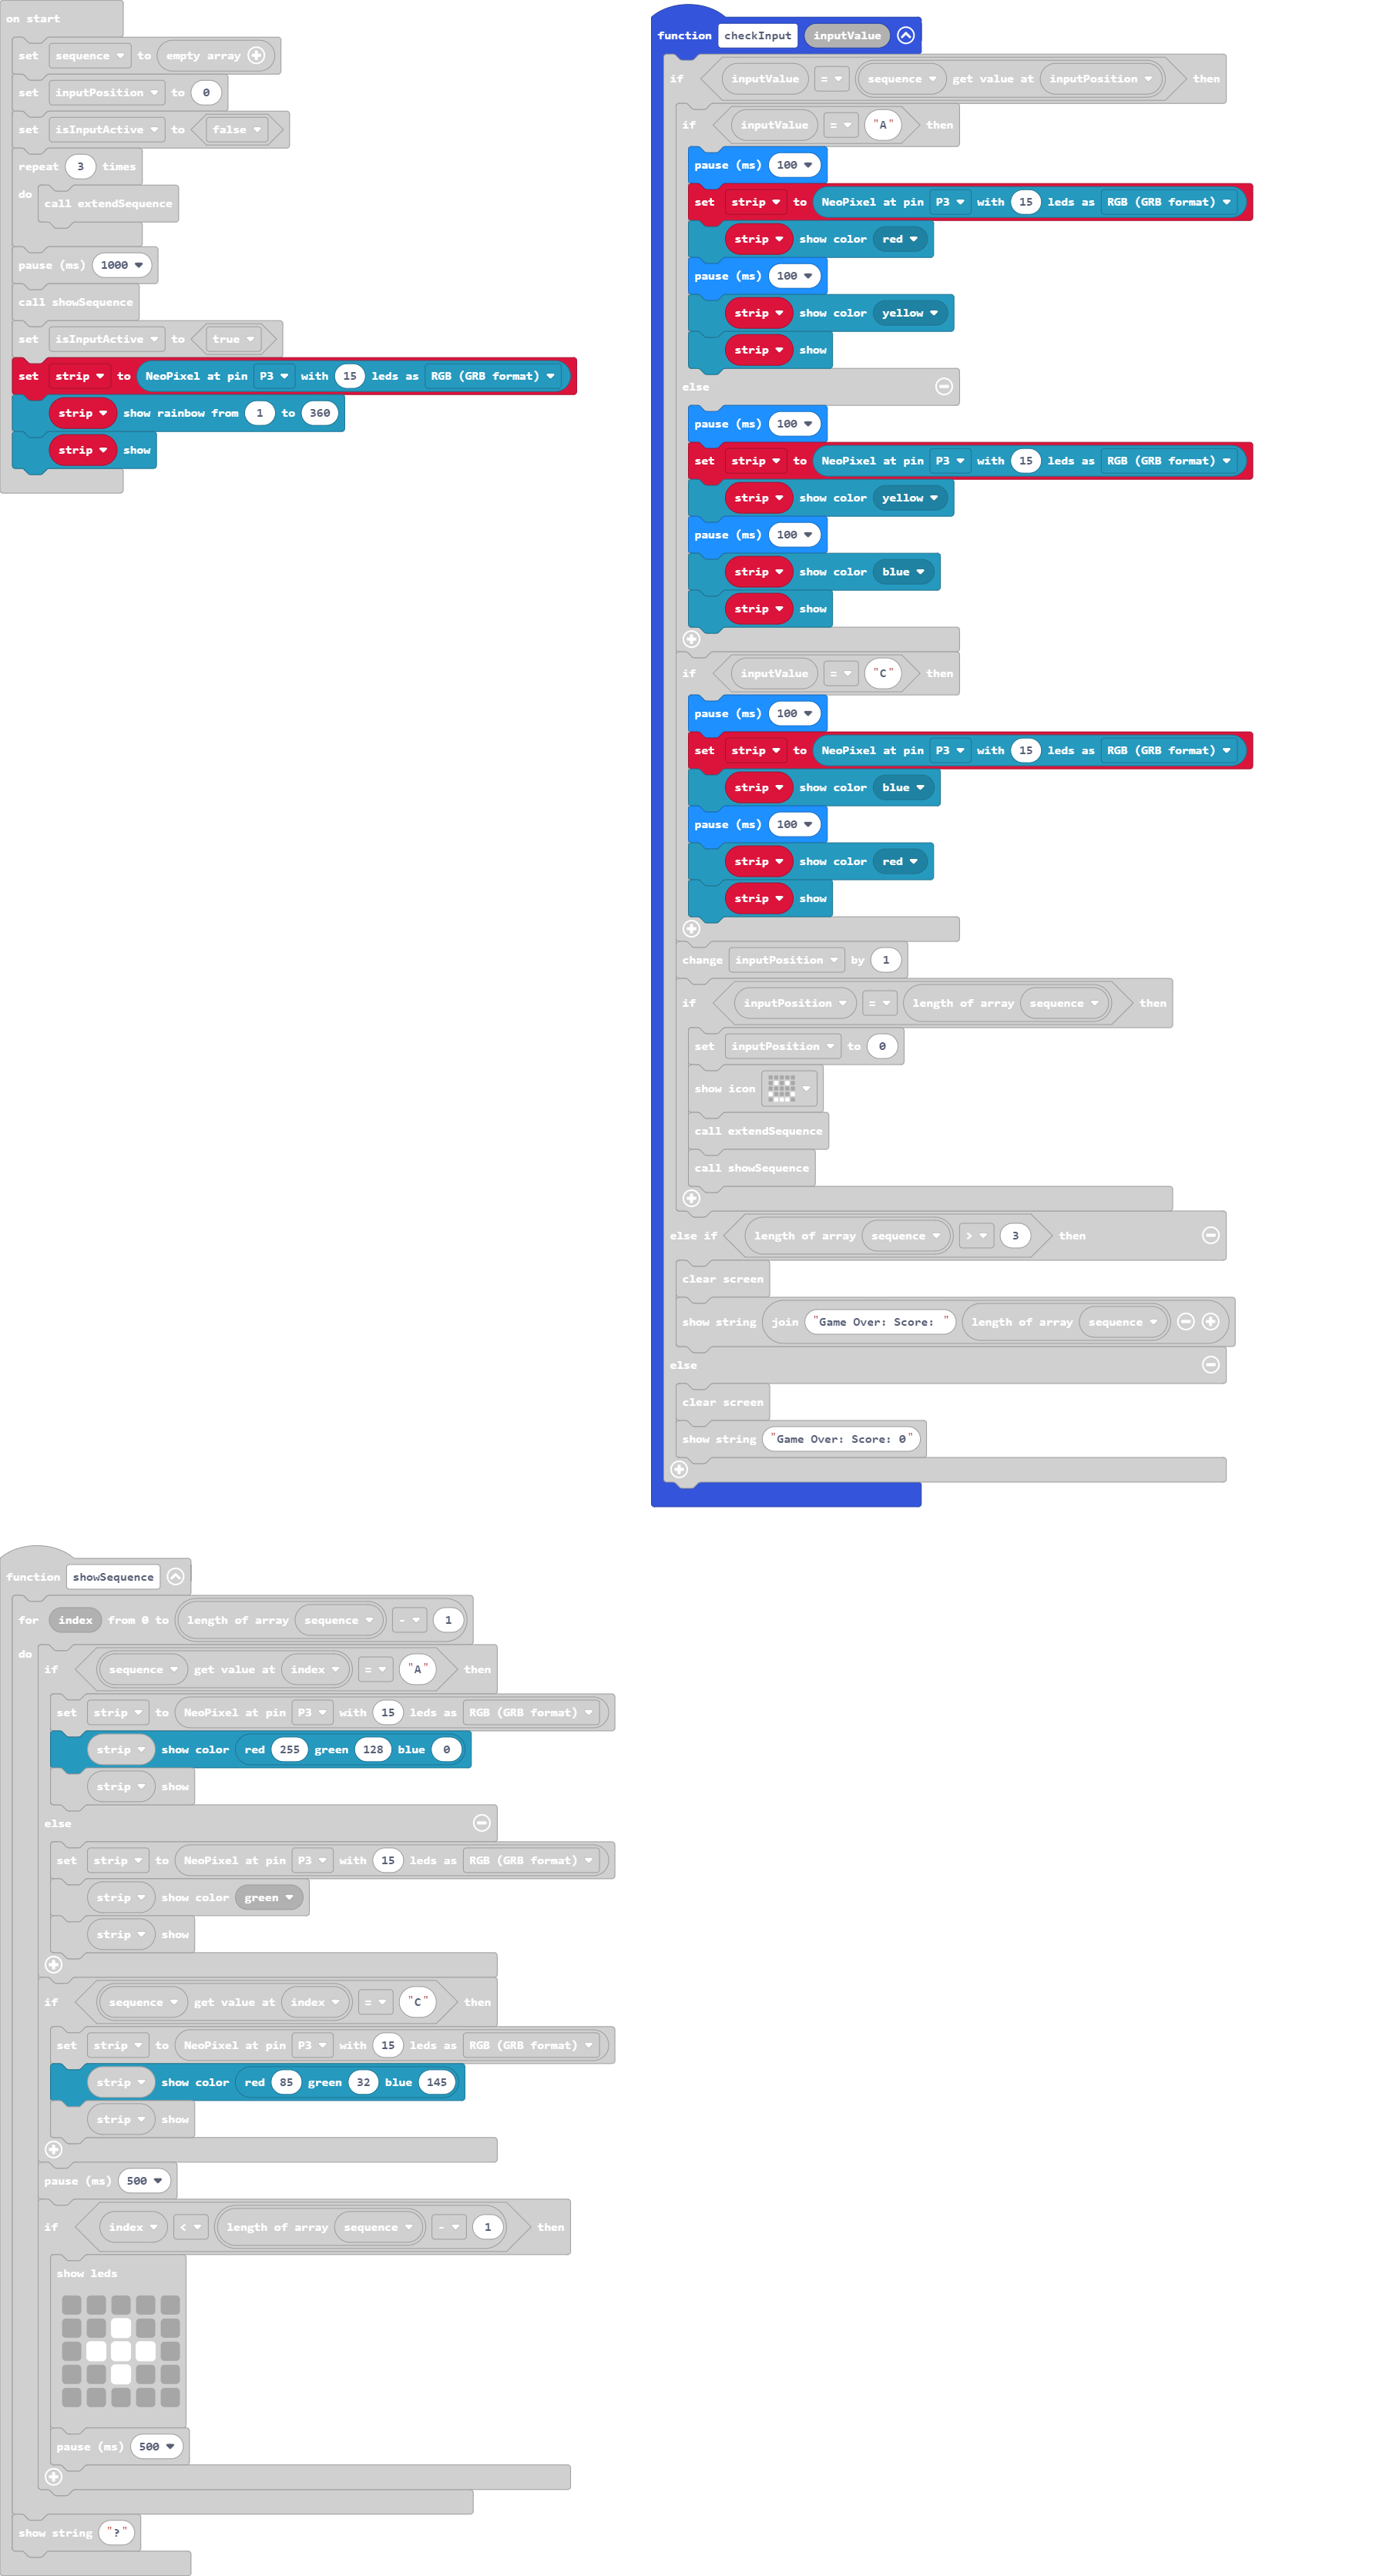 on start
set sequence to empty array
set inputPosition to 0
set isInputActive to false
repeat 3 times
do call extendSequence
pause (ms) 1000
call showSequence
set isInputActive to true
set strip to NeoPixel at pin P3 with 15 leds as RGB (GRB format)
strip show rainbow from 1 to 360
strip show
function checkInput inputValue
if inputValue = sequence get value at inputPosition then
if inputValue = "A" then
pause (ms) 100
set strip to NeoPixel at pin P3 with 15 leds as RGB (GRB format)
strip show color red
pause (ms) 100
strip show color yellow
strip show
else
pause (ms) 100
set strip to NeoPixel at pin P3 with 15 leds as RGB (GRB format)
strip show color yellow
pause (ms) 100
strip show color blue
strip show
if inputValue = "C" then
pause (ms) 100
set strip to NeoPixel at pin P3 with 15 leds as RGB (GRB format)
strip show color blue
pause (ms) 100
strip show color red
strip show
change inputPosition by 1
if inputPosition = length of array sequence then
set inputPosition to 0
show icon
call extendSequence
call showSequence
else if length of array sequence > 3 then
clear screen
show string join "Game Over: Score: " length of array sequence
else
clear screen
show string "Game Over: Score: 0"
function showSequence
for index from 0 to length of array sequence - 1
do if sequence get value at index = "A" then
set strip to NeoPixel at pin P3 with 15 leds as RGB (GRB format)
strip show color red 255 green 128 blue 0
strip show
else
set strip to NeoPixel at pin P3 with 15 leds as RGB (GRB format)
strip show color green
strip show
if sequence get value at index = "C" then
set strip to NeoPixel at pin P3 with 15 leds as RGB (GRB format)
strip show color red 85 green 32 blue 145
strip show
pause (ms) 500
if index < length of array sequence - 1 then
show leds
pause (ms) 500
show string "?"